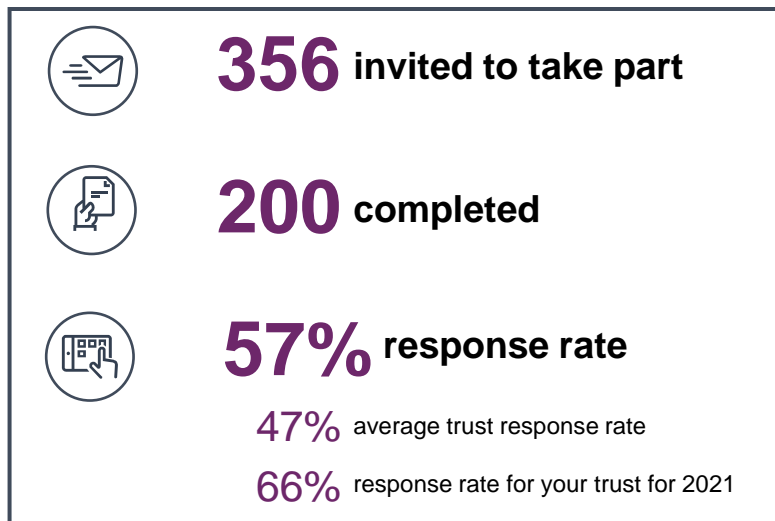 356 invited to take part
200 completed
57% response rate
47% average trust response rate
66% response rate for your trust for 2021